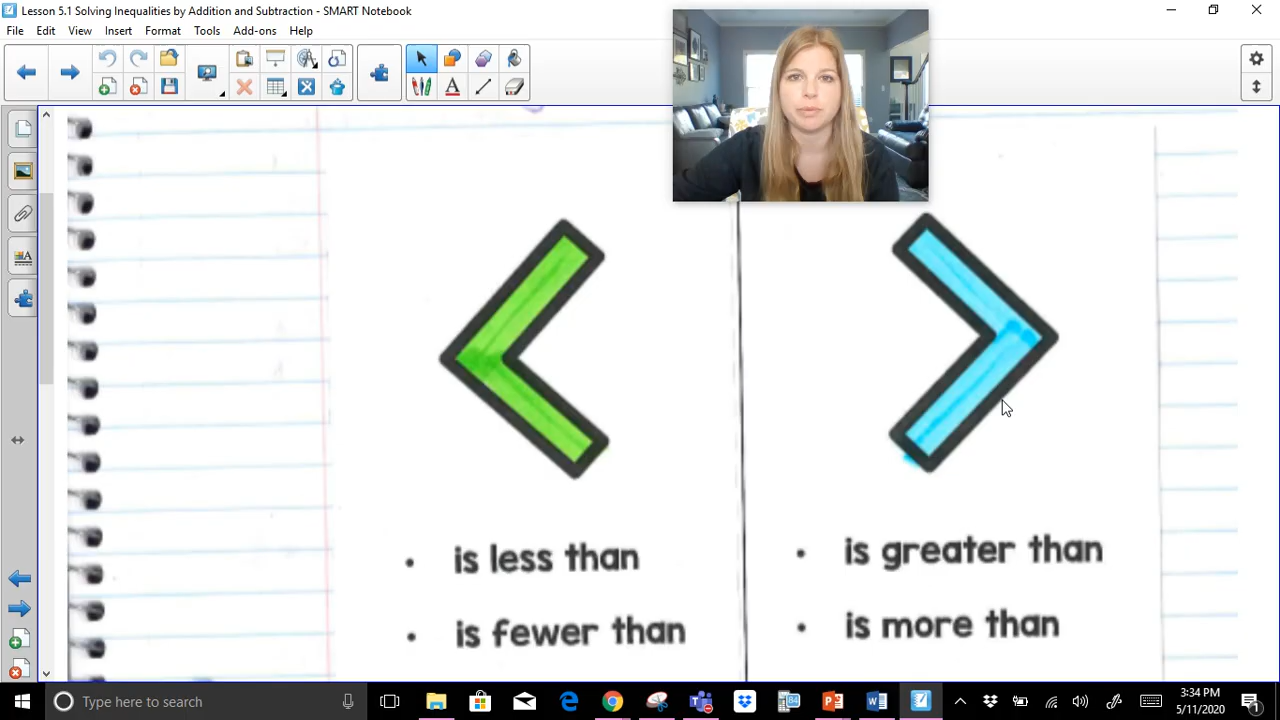 Lesson 5.1 Solving Inequalities by Addition and Subtraction - SMART Notebook
File Edit View Insert Format Tools Add-ons Help
<
• is less than
• is fewer than
>
• is greater than
• is more than
Type here to search
3:34 PM
5/11/2020